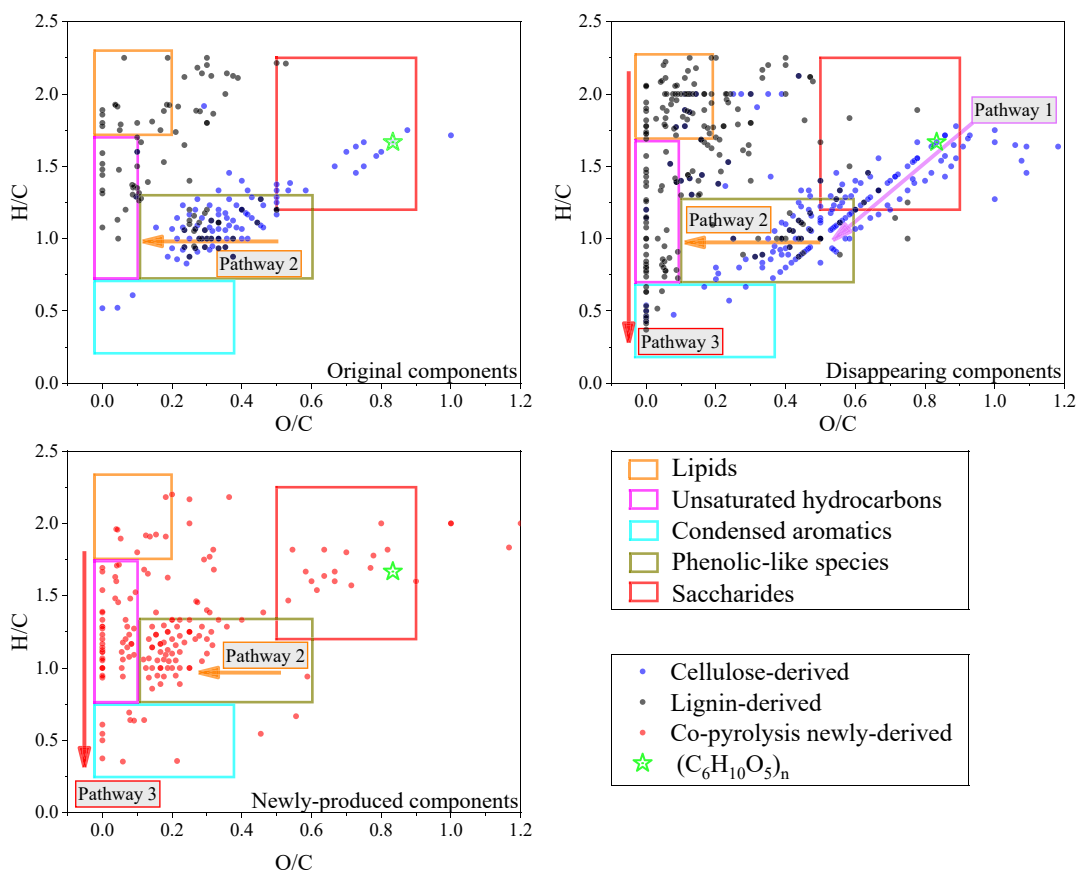 2.5
2.0
1.5
1.0
0.5
0.0
H/C
Pathway 2
Original components
0.0 0.2 0.4 0.6 0.8 1.0 1.2
O/C
2.5
2.0
1.5
1.0
0.5
0.0
H/C
Pathway 1
Pathway 2
Pathway 3
Disappearing components
0.0 0.2 0.4 0.6 0.8 1.0 1.2
O/C
2.5
2.0
1.5
1.0
0.5
0.0
H/C
Pathway 2
Pathway 3
Newly-produced components
0.0 0.2 0.4 0.6 0.8 1.0 1.2
O/C
Lipids
Unsaturated hydrocarbons
Condensed aromatics
Phenolic-like species
Saccharides
Cellulose-derived
Lignin-derived
Co-pyrolysis newly-derived
(C₆H₁₀O₅)ₙ